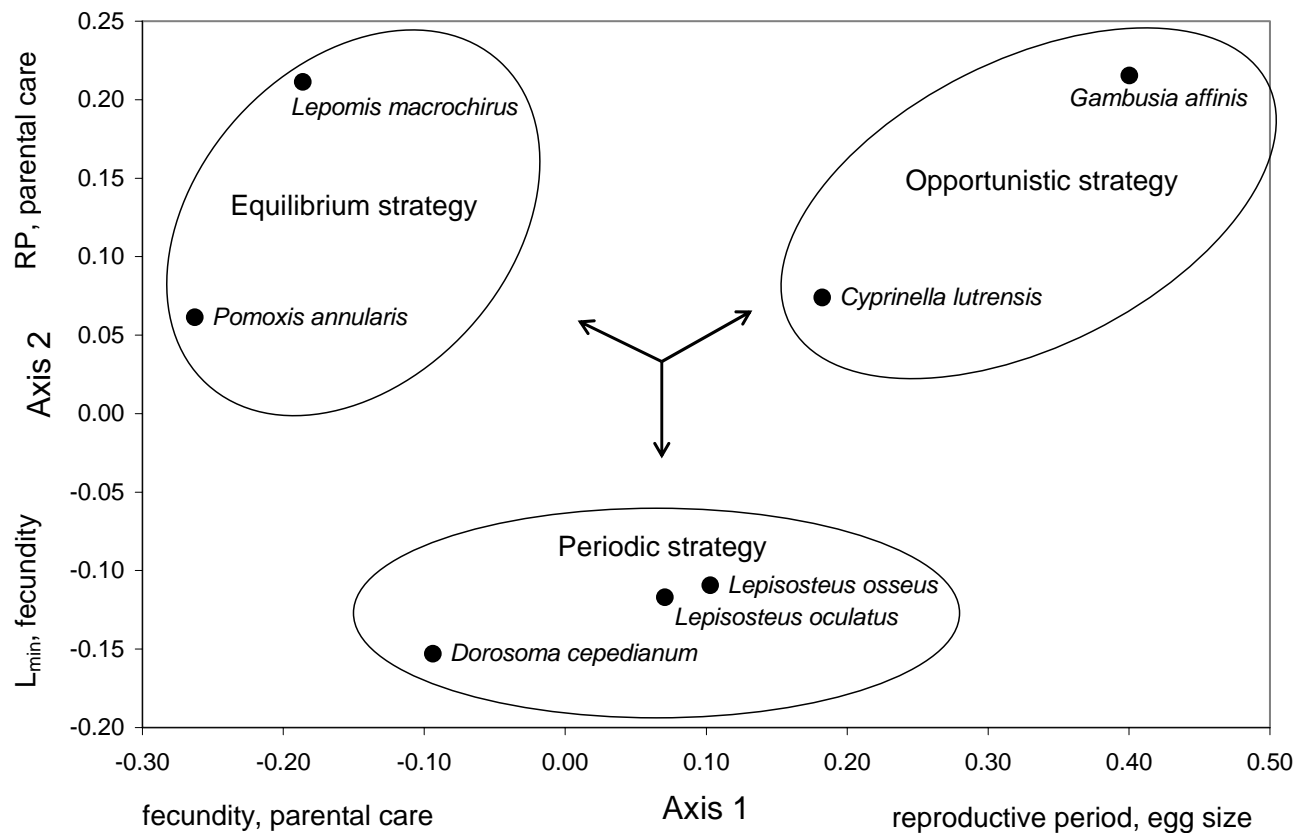 0.25
0.20
0.15
0.10
0.05
0.00
-0.05
-0.10
-0.15
-0.20
RP, parental care
Axis 2
Lmin, fecundity
Lepomis macrochirus
Gambusia affinis
Equilibrium strategy
Opportunistic strategy
Pomoxis annularis
Cyprinella lutrensis
Periodic strategy
Lepisosteus osseus
Lepisosteus oculatus
Dorosoma cepedianum
-0.30 -0.20 -0.10 0.00 0.10 0.20 0.30 0.40 0.50
fecundity, parental care
Axis 1
reproductive period, egg size